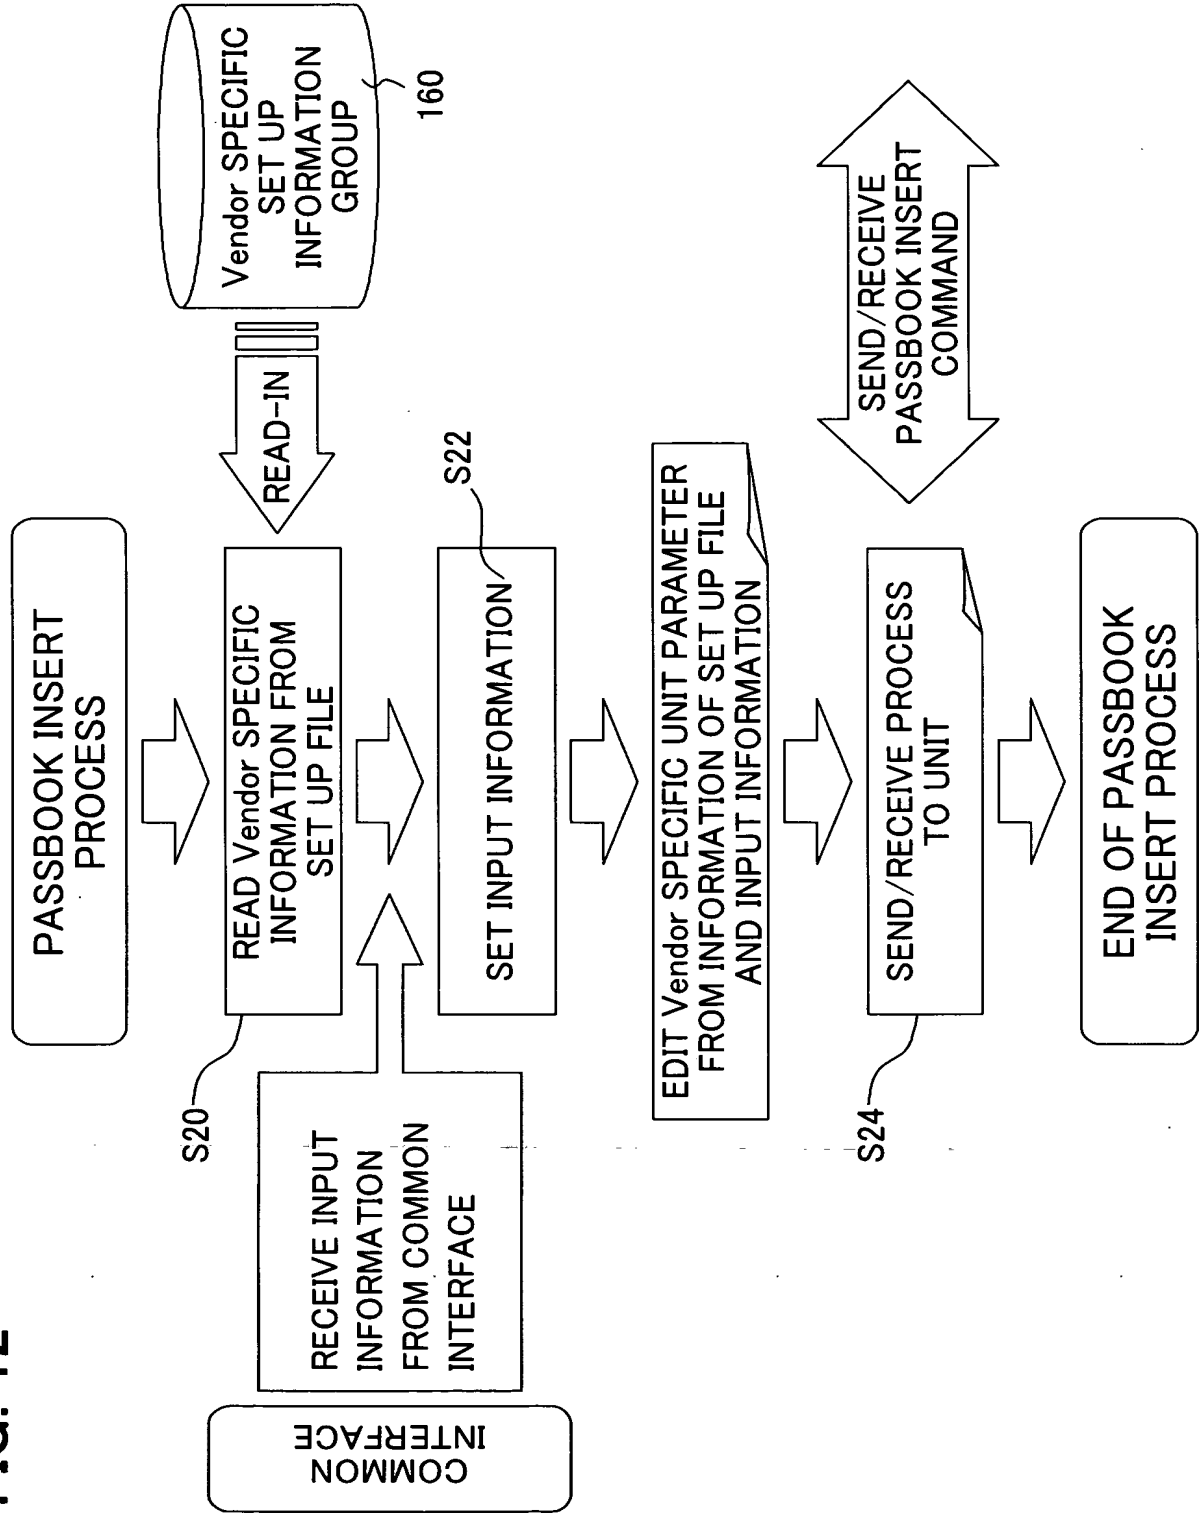 FIG. 12
PASSBOOK INSERT
PROCESS
Vendor SPECIFIC
SET UP
INFORMATION
GROUP
160
READ-IN
S20
READ Vendor SPECIFIC
INFORMATION FROM
SET UP FILE
COMMON
INTERFACE
RECEIVE INPUT
INFORMATION
FROM COMMON
INTERFACE
S22
SET INPUT INFORMATION
EDIT Vendor SPECIFIC UNIT PARAMETER
FROM INFORMATION OF SET UP FILE
AND INPUT INFORMATION
S24
SEND/RECEIVE PROCESS
TO UNIT
SEND/RECEIVE
PASSBOOK INSERT
COMMAND
END OF PASSBOOK
INSERT PROCESS